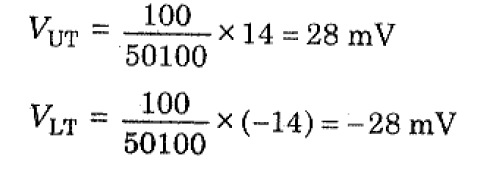 V_UT = 100/50100 × 14 = 28 mV
V_LT = 100/50100 × (−14) = −28 mV